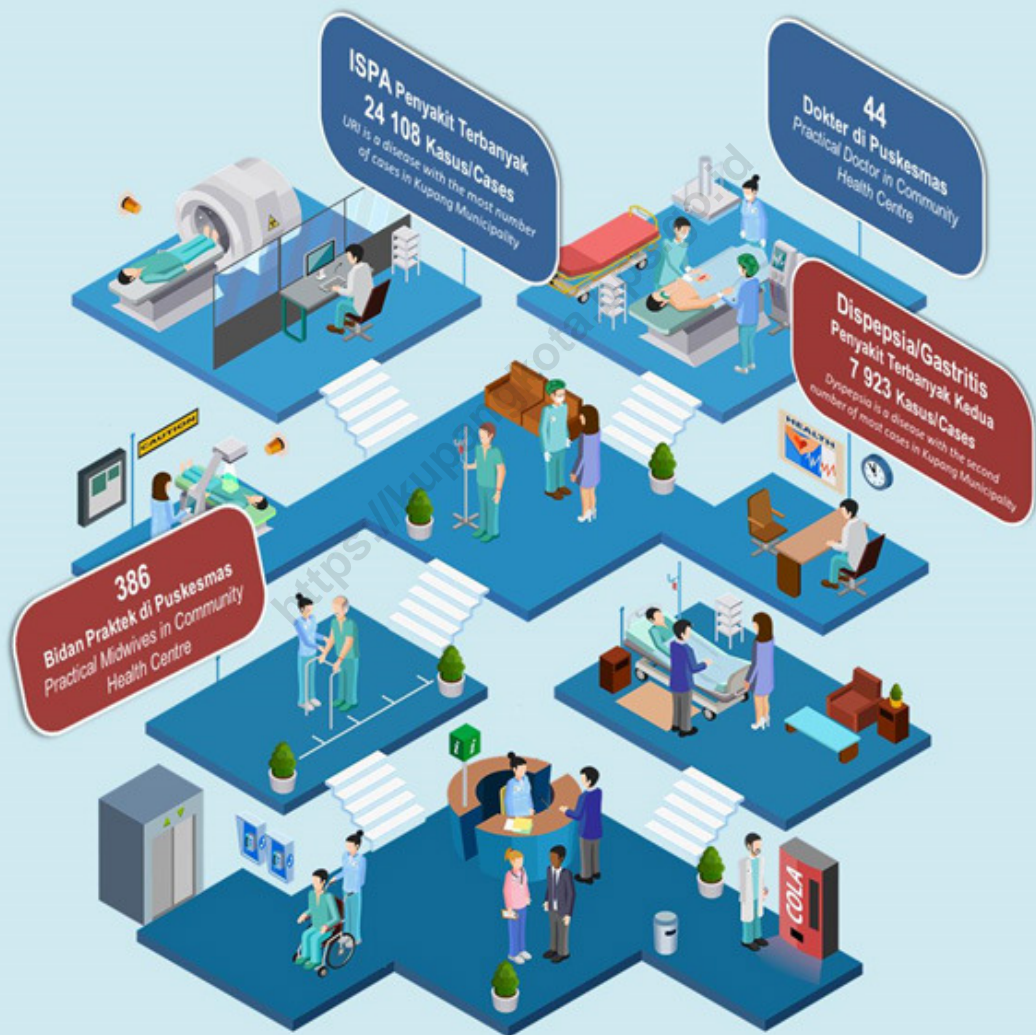 ISPA Penyakit Terbanyak
24 108 Kasus/Cases
URI is a disease with the most number
of cases in Kupang Municipality
44
Dokter di Puskesmas
Practical Doctor in Community
Health Centre
Dispepsia/Gastritis
Penyakit Terbanyak Kedua
7 923 Kasus/Cases
Dyspepsia is a disease with the second
number of most cases in Kupang Municipality
HEALTH
CAUTION
386
Bidan Praktek di Puskesmas
Practical Midwives in Community
Health Centre
COLA